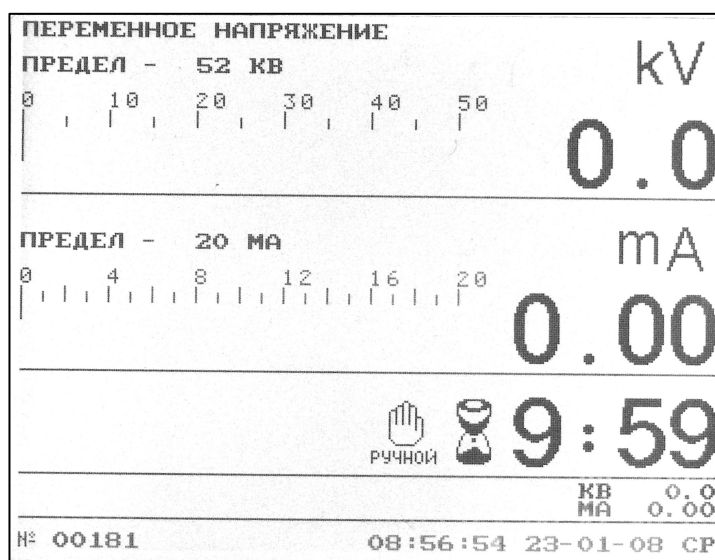 ПЕРЕМЕННОЕ НАПРЯЖЕНИЕ
kV
ПРЕДЕЛ - 52 КВ
0 10 20 30 40 50
0.0
ПРЕДЕЛ - 20 МА
mA
0 4 8 12 16 20
0.00
РУЧНОЙ
9:59
КВ 0.0
МА 0.00
№ 00181 08:56:54 23-01-08 СР